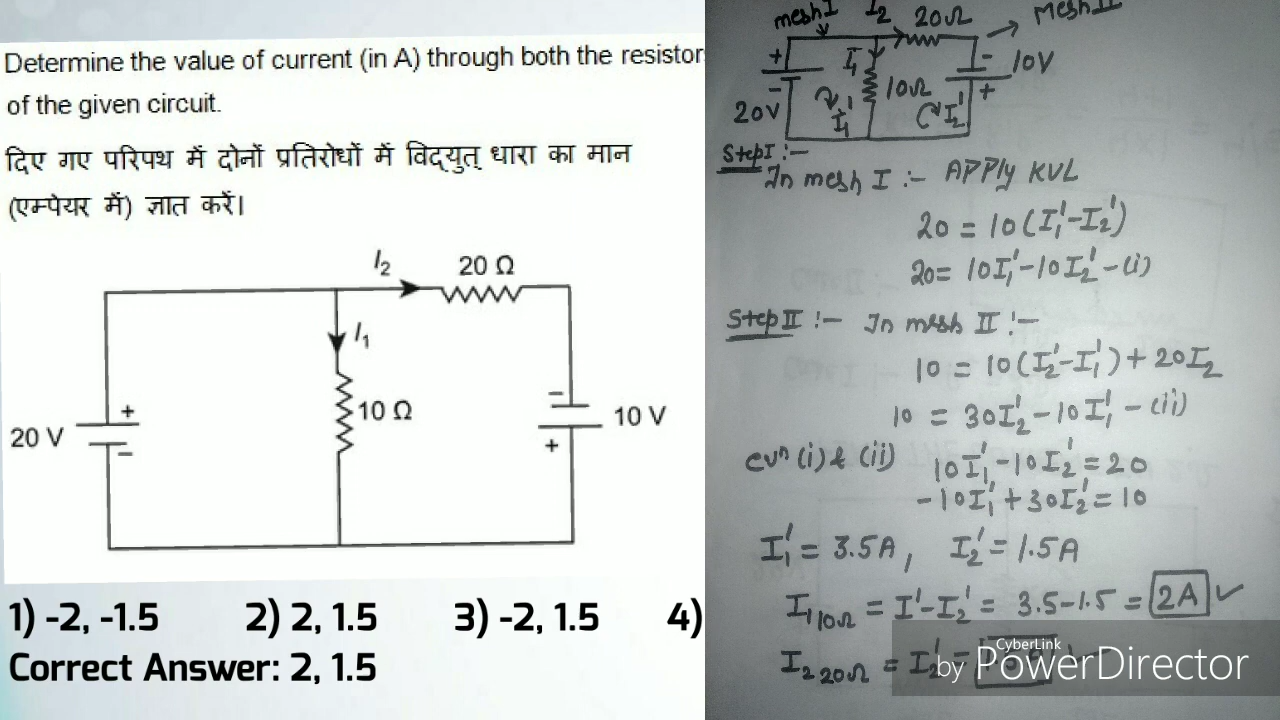 Determine the value of current (in A) through both the resistor
of the given circuit.
दिए गए परिपथ में दोनों प्रतिरोधों में विद्युत् धारा का मान
(एम्पेयर में) ज्ञात करें।
I₂ 20 Ω
I₁
10 Ω
20 V + −
− + 10 V
1) -2, -1.5 2) 2, 1.5 3) -2, 1.5 4)
Correct Answer: 2, 1.5
mesh I I₂ 20Ω Mesh II
+ I₁ − 10V
− 10Ω +
20V I₁' I₂'
Step I :-
In mesh I :- APPly KVL
20 = 10(I₁'-I₂')
20= 10I₁'-10I₂' -(i)
Step II :- In mesh II :-
10 = 10(I₂'-I₁')+20I₂
10 = 30I₂'-10I₁' -(ii)
(i) & (ii) 10I₁'-10I₂'=20
-10I₁'+30I₂'=10
I₁'= 3.5A, I₂'= 1.5A
I₁ 10Ω = I'-I₂' = 3.5-1.5 = 2A ✓
I₂ 20Ω = I₂' =
CyberLink
by PowerDirector